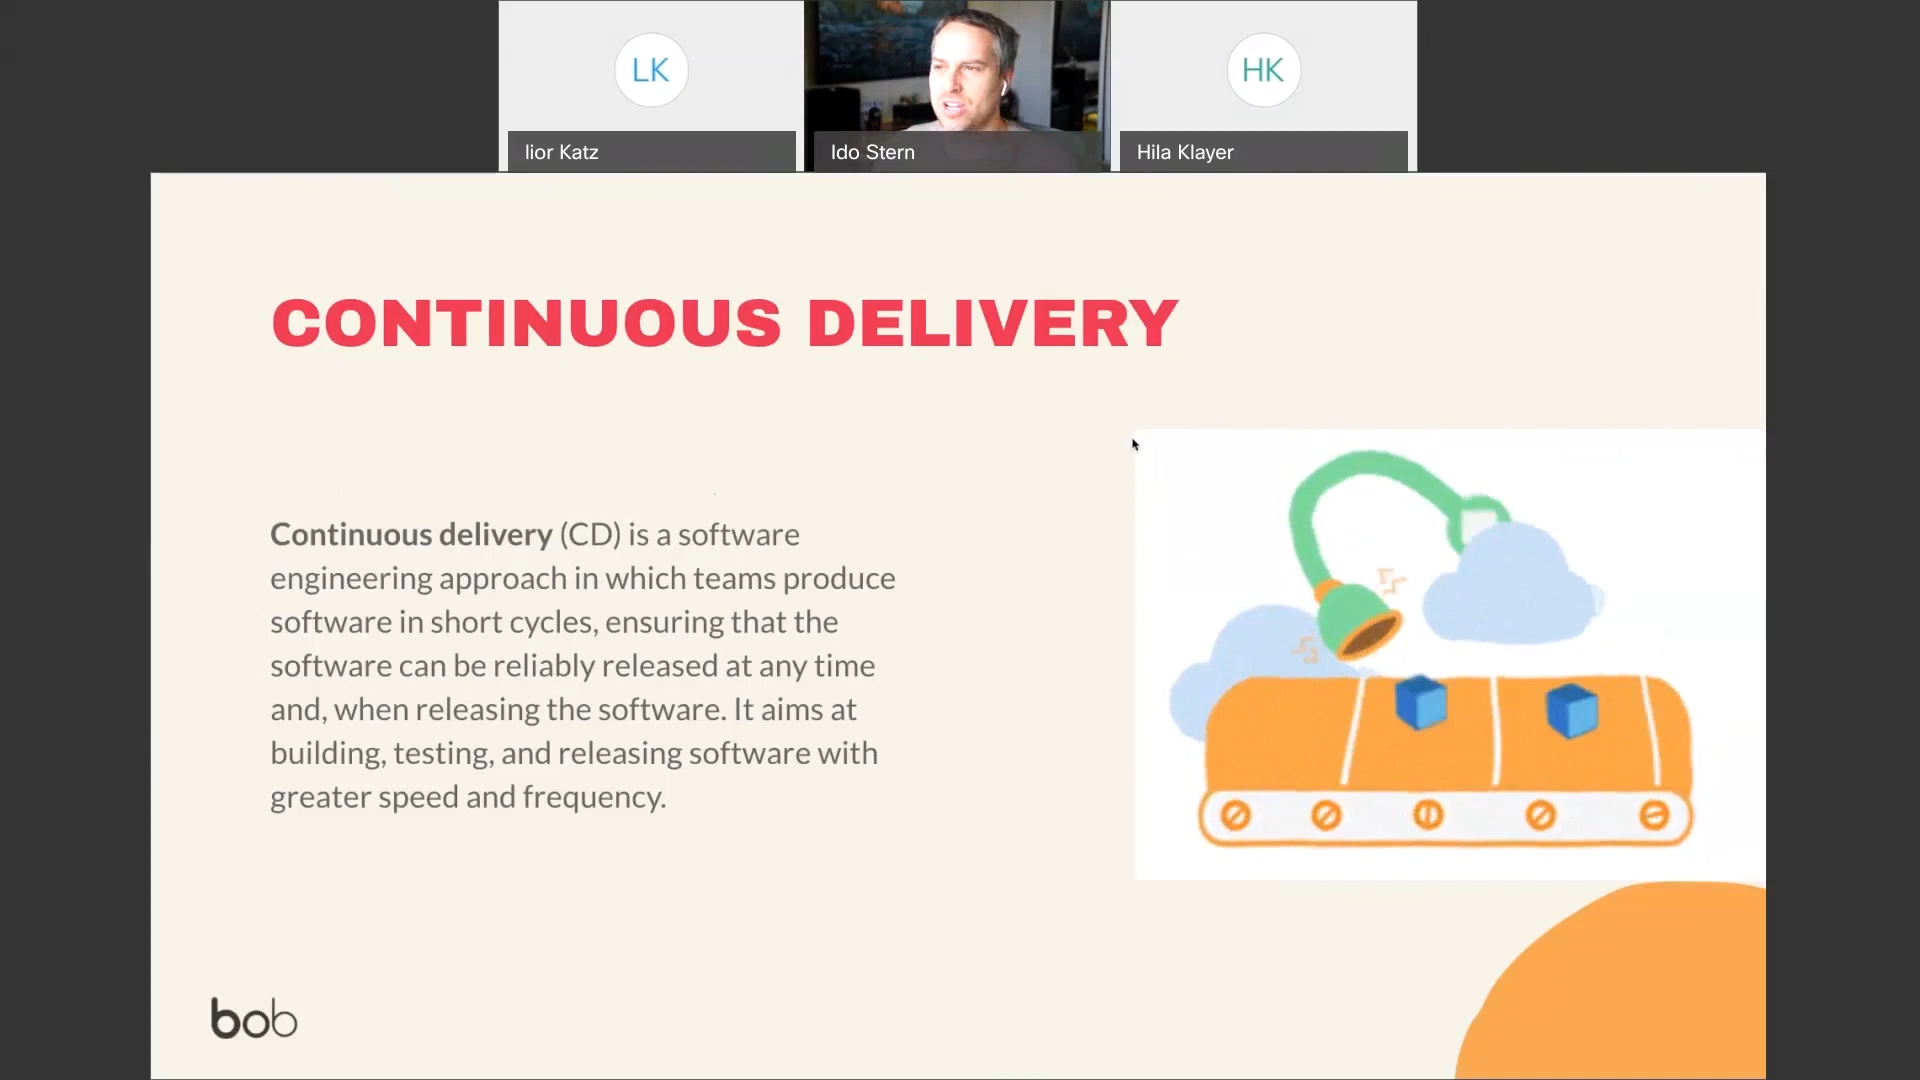 LK
HK
lior Katz
Ido Stern
Hila Klayer
CONTINUOUS DELIVERY
Continuous delivery (CD) is a software
engineering approach in which teams produce
software in short cycles, ensuring that the
software can be reliably released at any time
and, when releasing the software. It aims at
building, testing, and releasing software with
greater speed and frequency.
bob